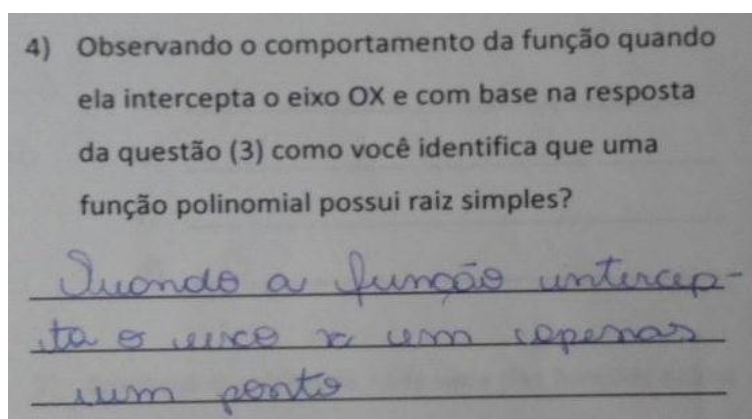 4) Observando o comportamento da função quando
ela intercepta o eixo OX e com base na resposta
da questão (3) como você identifica que uma
função polinomial possui raiz simples?
Quando a função intercep-
ta o eixo x em apenas
um ponto